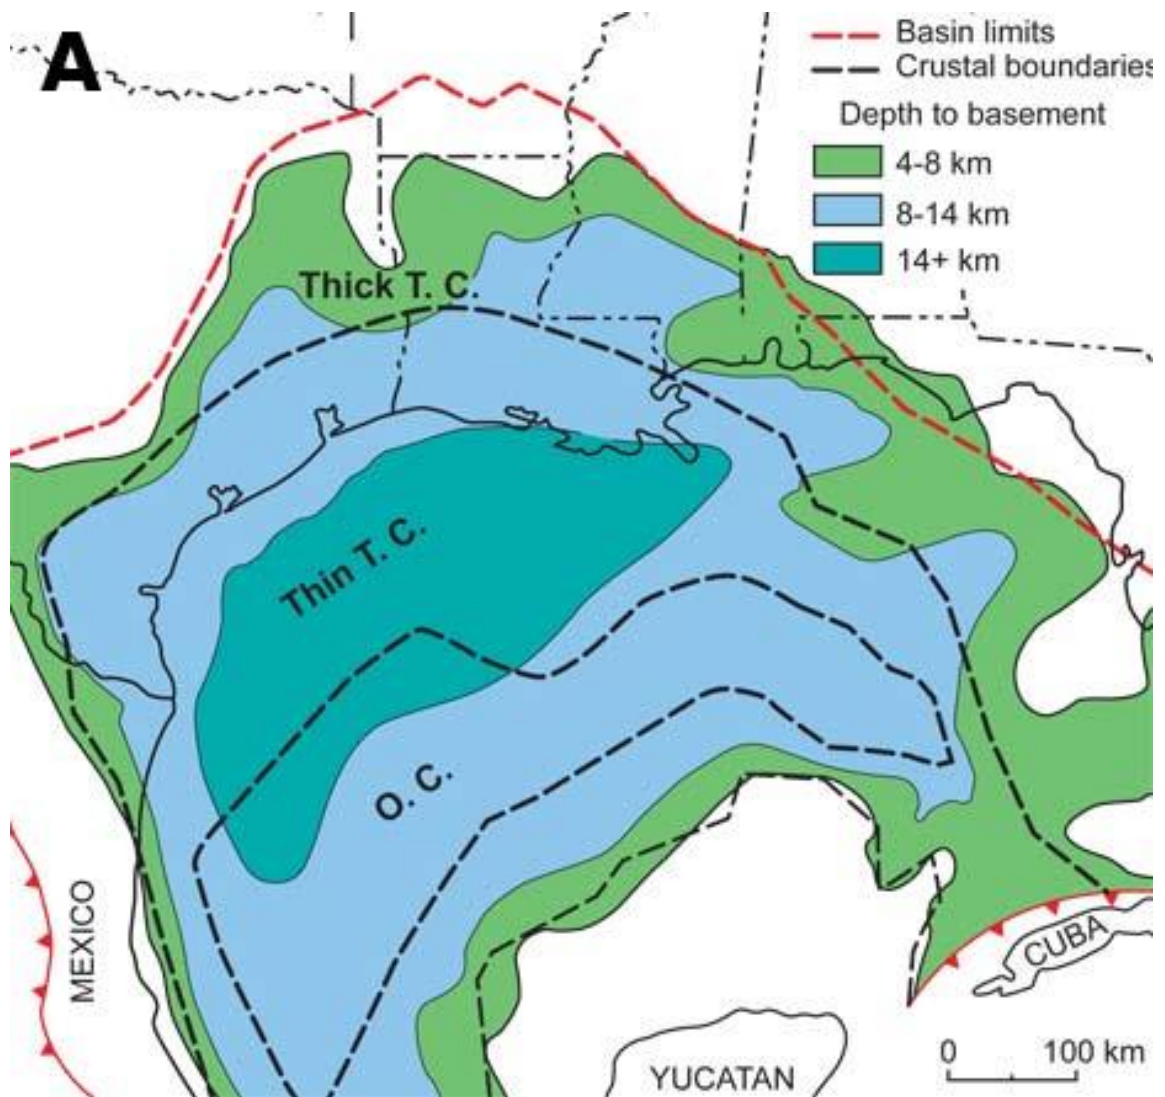 A
Basin limits
Crustal boundaries
Depth to basement
4-8 km
8-14 km
14+ km
Thick T. C.
Thin T. C.
O. C.
MEXICO
CUBA
YUCATAN
0 100 km